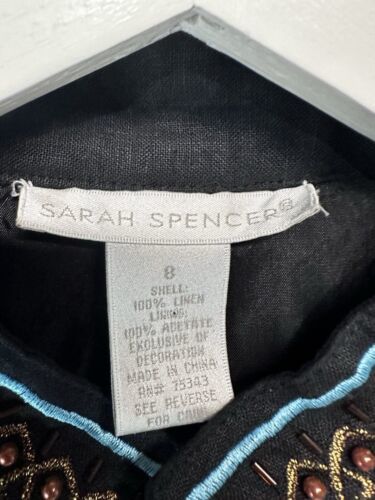 SARAH SPENCER®
8
SHELL:
100% LINEN
LINING:
100% ACETATE
EXCLUSIVE OF
DECORATION
MADE IN CHINA
RN# 75343
SEE REVERSE
FOR CARE